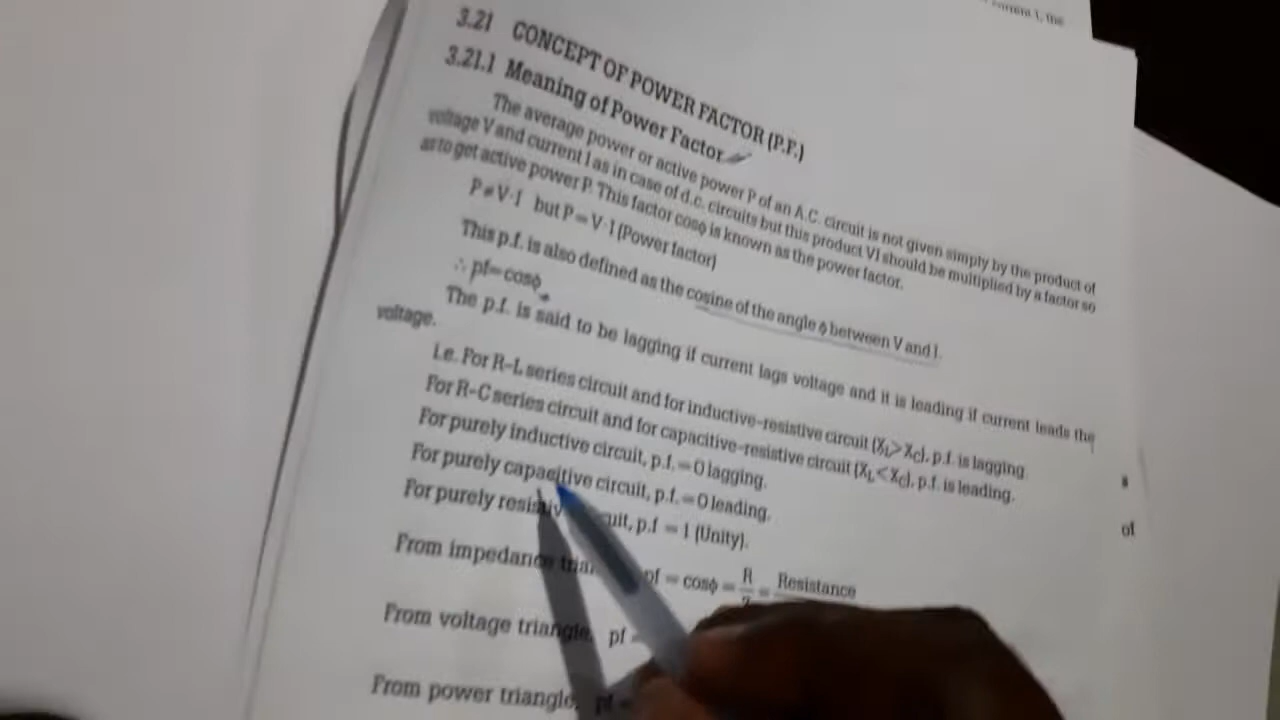 3.21 CONCEPT OF POWER FACTOR (P.F.)
3.21.1 Meaning of Power Factor
The average power or active power P of an A.C. circuit is not given simply by the product of
voltage V and current I as in case of d.c. circuits but this product VI should be multiplied by a factor so
as to get active power P. This factor cosϕ is known as the power factor.
P ≠ V·I but P = V·I (Power factor)
This p.f. is also defined as the cosine of the angle ϕ between V and I.
∴ pf = cosϕ
The p.f. is said to be lagging if current lags voltage and it is leading if current leads the
voltage.
i.e. For R–L series circuit and for inductive–resistive circuit (X_L > X_C), p.f. is lagging.
For R–C series circuit and for capacitive–resistive circuit (X_L < X_C), p.f. is leading.
For purely inductive circuit, p.f. = 0 lagging.
For purely capacitive circuit, p.f. = 0 leading.
For purely resistive circuit, p.f = 1 (Unity).
From impedance pf = cosϕ = R = Resistance
From voltage triangle, pf =
From power triangle, pf =
of